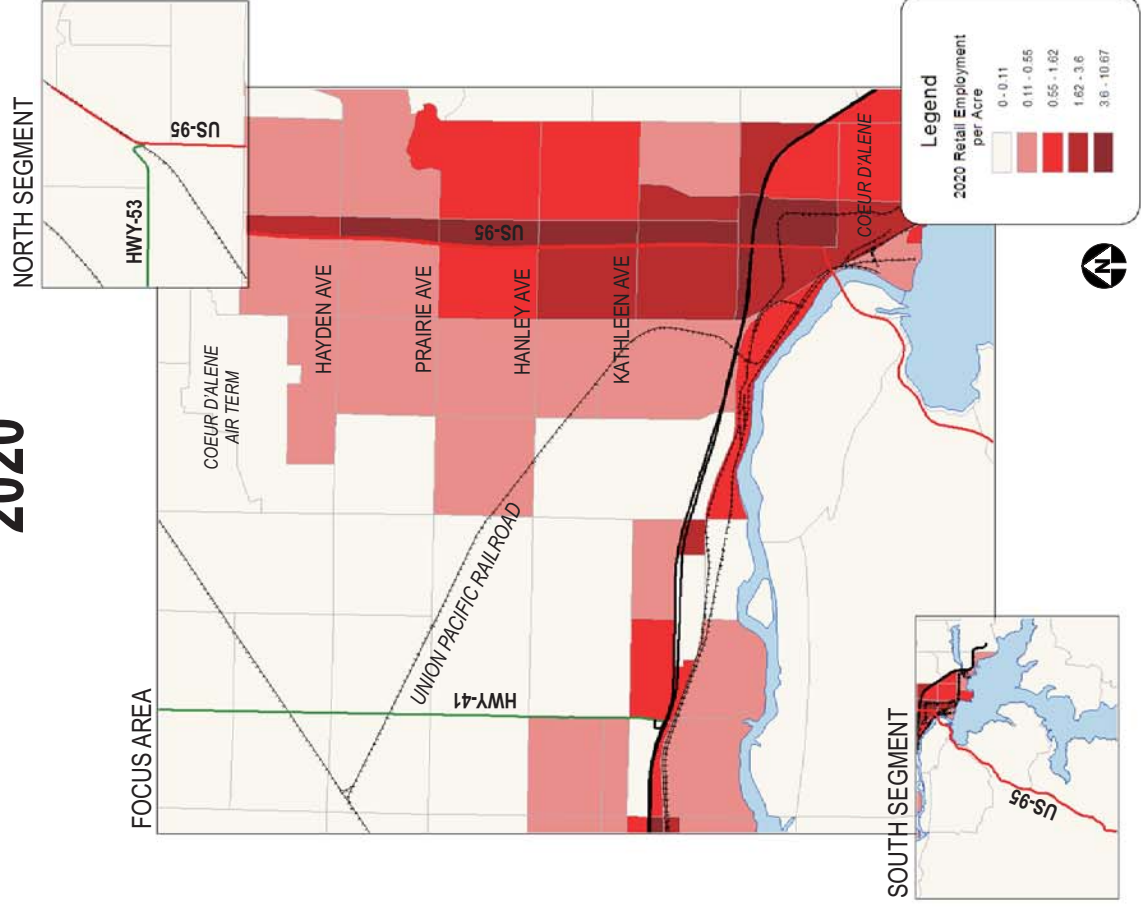 2020
NORTH SEGMENT
HWY-53
US-95
FOCUS AREA
COEUR D'ALENE
AIR TERM
HAYDEN AVE
PRAIRIE AVE
US-95
HANLEY AVE
KATHLEEN AVE
UNION PACIFIC RAILROAD
HWY-41
COEUR D'ALENE
SOUTH SEGMENT
US-95
N
Legend
2020 Retail Employment
per Acre
0 - 0.11
0.11 - 0.55
0.55 - 1.62
1.62 - 3.6
3.6 - 10.67